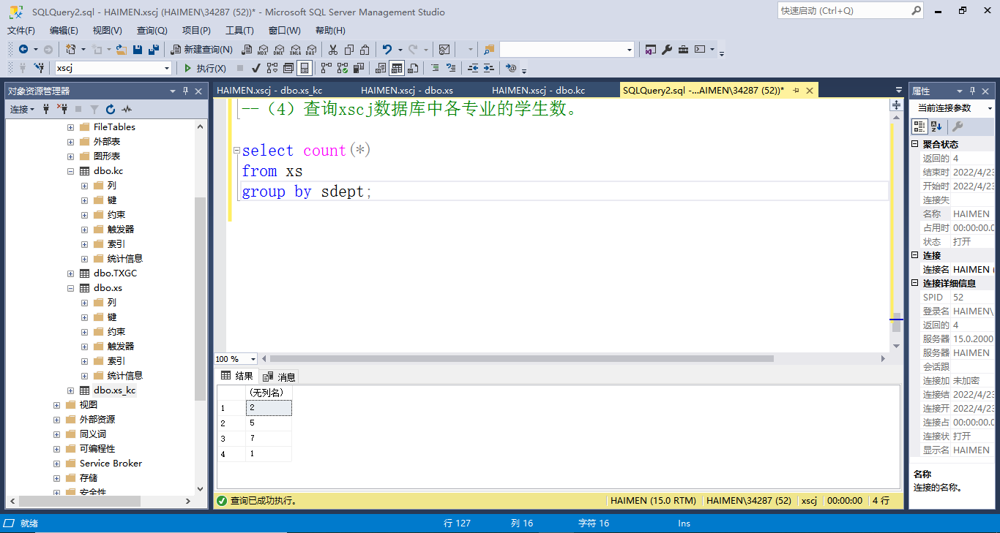 SQLQuery2.sql - HAIMEN.xscj (HAIMEN\34287 (52))* - Microsoft SQL Server Management Studio
快速启动 (Ctrl+Q)
文件(F) 编辑(E) 视图(V) 查询(Q) 项目(P) 工具(T) 窗口(W) 帮助(H)
新建查询(N) MDX DMX XMLA DAX
xscj 执行(X)
对象资源管理器
连接
FileTables
外部表
图形表
dbo.kc
列
键
约束
触发器
索引
统计信息
dbo.TXGC
dbo.xs
列
键
约束
触发器
索引
统计信息
dbo.xs_kc
视图
外部资源
同义词
可编程性
Service Broker
存储
安全性
HAIMEN.xscj - dbo.xs_kc HAIMEN.xscj - dbo.xs HAIMEN.xscj - dbo.kc SQLQuery2.sql -...AIMEN\34287 (52))*
--（4）查询xscj数据库中各专业的学生数。
select count(*)
from xs
group by sdept;
100 %
结果 消息
(无列名)
1 2
2 5
3 7
4 1
查询已成功执行。 HAIMEN (15.0 RTM) HAIMEN\34287 (52) xscj 00:00:00 4 行
属性
当前连接参数
聚合状态
返回的 4
结束时 2022/4/23
开始时 2022/4/23
连接失
名称 HAIMEN
占用时 00:00:00.0
状态 打开
连接
连接名 HAIMEN (
连接详细信息
SPID 52
登录名 HAIMEN\
返回的 4
服务器 15.0.2000
服务器 HAIMEN
会话跟
连接加 未加密
连接结 2022/4/23
连接开 2022/4/23
连接占 00:00:00.0
连接状 打开
显示名 HAIMEN
名称
连接的名称。
就绪 行 127 列 16 字符 16 Ins